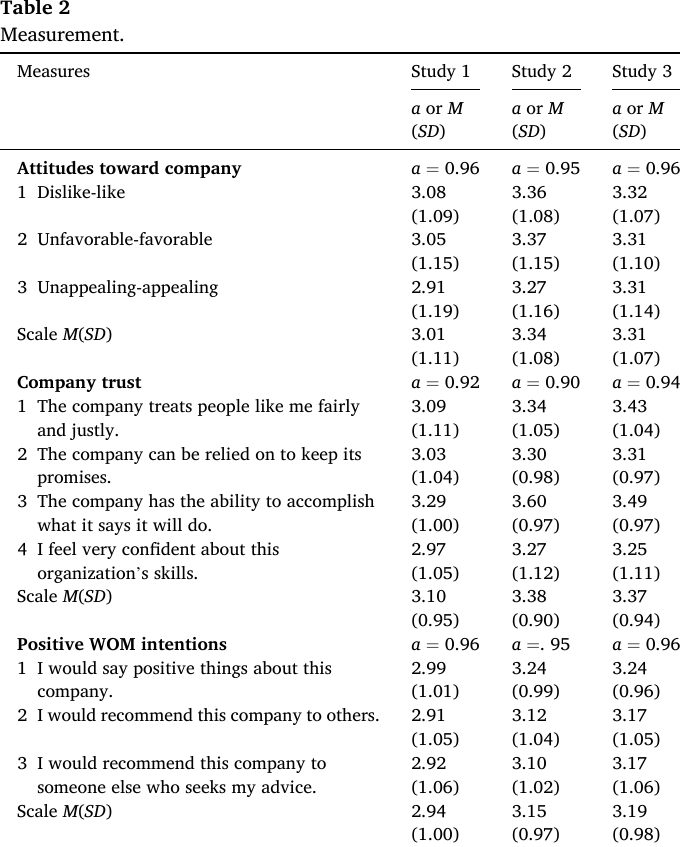 Table 2
Measurement.
Measures Study 1 Study 2 Study 3
a or M a or M a or M
(SD) (SD) (SD)
Attitudes toward company a = 0.96 a = 0.95 a = 0.96
1 Dislike-like 3.08 3.36 3.32
(1.09) (1.08) (1.07)
2 Unfavorable-favorable 3.05 3.37 3.31
(1.15) (1.15) (1.10)
3 Unappealing-appealing 2.91 3.27 3.31
(1.19) (1.16) (1.14)
Scale M(SD) 3.01 3.34 3.31
(1.11) (1.08) (1.07)
Company trust a = 0.92 a = 0.90 a = 0.94
1 The company treats people like me fairly 3.09 3.34 3.43
and justly. (1.11) (1.05) (1.04)
2 The company can be relied on to keep its 3.03 3.30 3.31
promises. (1.04) (0.98) (0.97)
3 The company has the ability to accomplish 3.29 3.60 3.49
what it says it will do. (1.00) (0.97) (0.97)
4 I feel very confident about this 2.97 3.27 3.25
organization's skills. (1.05) (1.12) (1.11)
Scale M(SD) 3.10 3.38 3.37
(0.95) (0.90) (0.94)
Positive WOM intentions a = 0.96 a =. 95 a = 0.96
1 I would say positive things about this 2.99 3.24 3.24
company. (1.01) (0.99) (0.96)
2 I would recommend this company to others. 2.91 3.12 3.17
(1.05) (1.04) (1.05)
3 I would recommend this company to 2.92 3.10 3.17
someone else who seeks my advice. (1.06) (1.02) (1.06)
Scale M(SD) 2.94 3.15 3.19
(1.00) (0.97) (0.98)